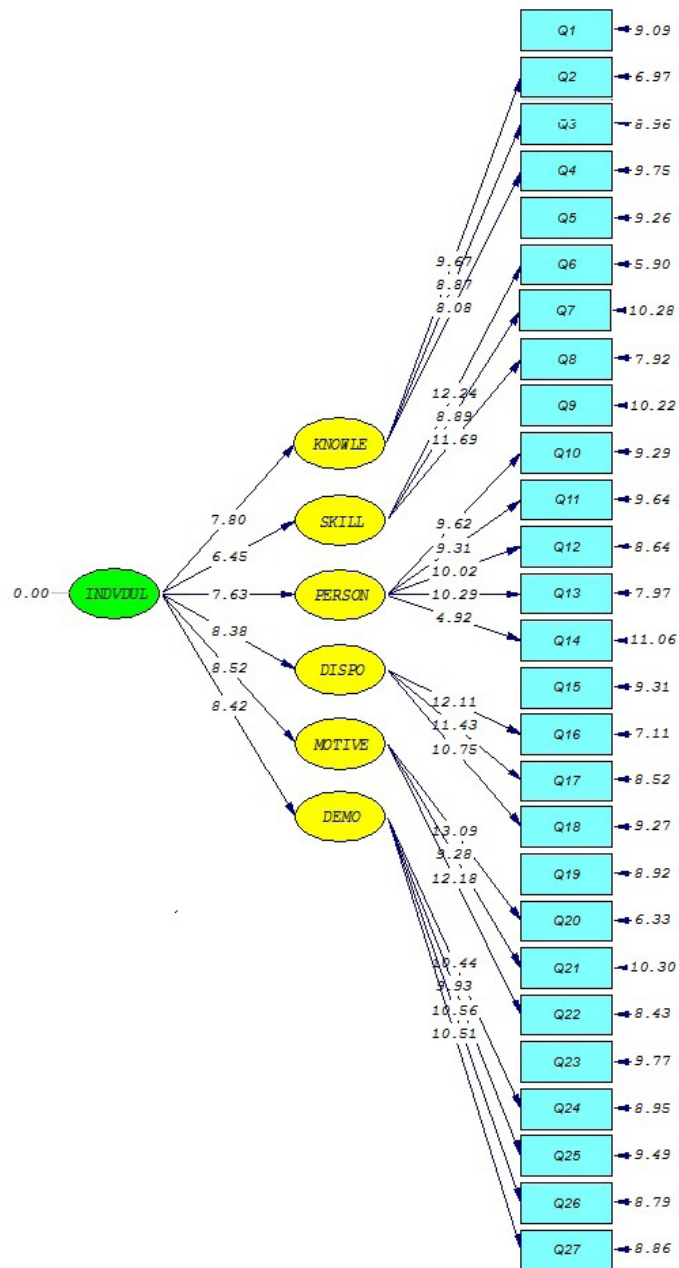 Q1 9.09
Q2 6.97
Q3 8.96
Q4 9.75
Q5 9.26
Q6 5.90
Q7 10.28
Q8 7.92
Q9 10.22
Q10 9.29
Q11 9.64
Q12 8.64
Q13 7.97
Q14 11.06
Q15 9.31
Q16 7.11
Q17 8.52
Q18 9.27
Q19 8.92
Q20 6.33
Q21 10.30
Q22 8.43
Q23 9.77
Q24 8.95
Q25 9.49
Q26 8.79
Q27 8.86
9.67
8.87
8.08
12.24
8.89
11.69
9.62
9.31
10.02
10.29
4.92
12.11
11.43
10.75
13.09
9.28
12.18
10.44
9.93
10.56
10.51
KNOWLE
SKILL
PERSON
DISPO
MOTIVE
DEMO
7.80
6.45
7.63
8.38
8.52
8.42
0.00 INDVDUL